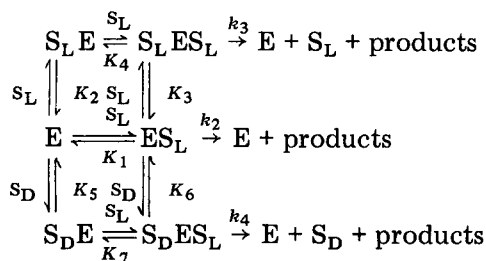 S_L
S_LE ⇌ S_LES_L →k_3 E + S_L + products
K_4
S_L K_2 S_L K_3
S_L
E ⇌ ES_L →k_2 E + products
K_1
S_D K_5 S_D K_6
S_L
S_DE ⇌ S_DES_L →k_4 E + S_D + products
K_7